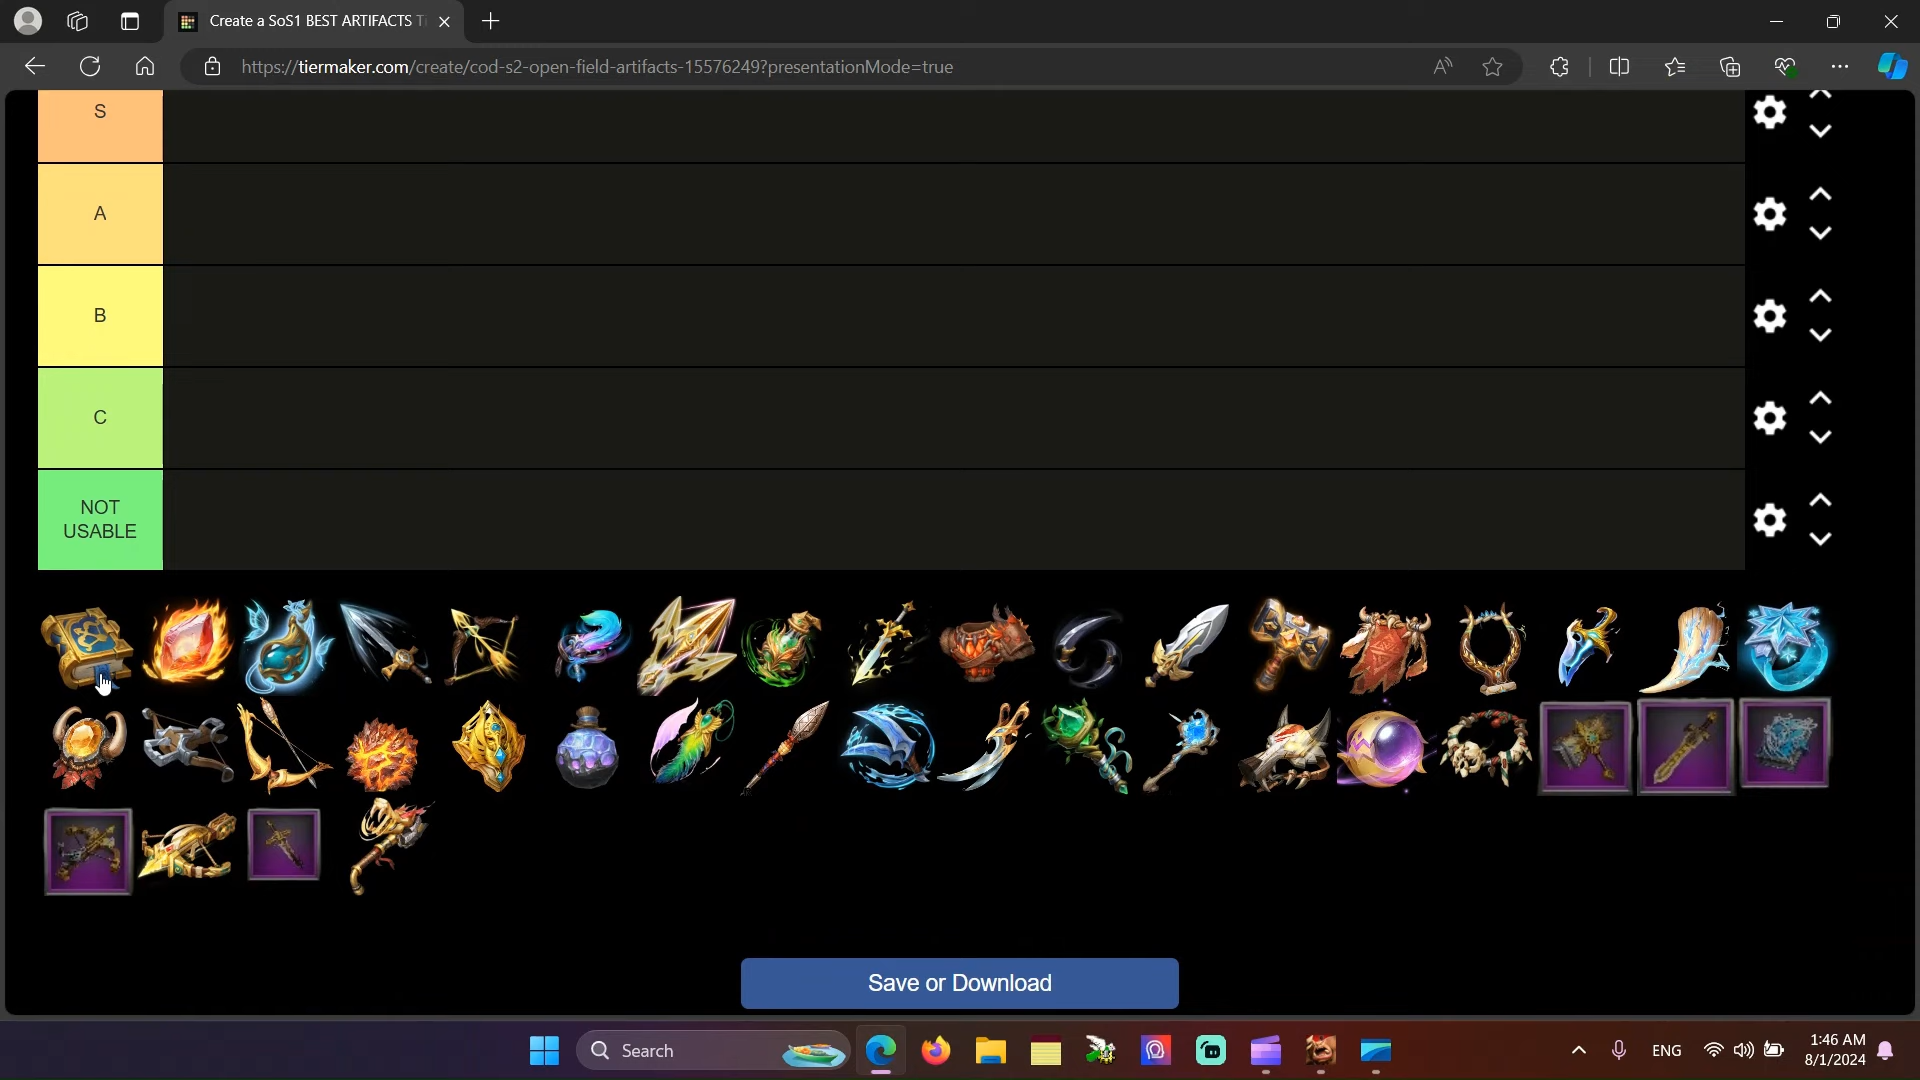 Create a SoS1 BEST ARTIFACTS Ti
https://tiermaker.com/create/cod-s2-open-field-artifacts-15576249?presentationMode=true
S
A
B
C
NOT
USABLE
Save or Download
Search
ENG
1:46 AM
8/1/2024